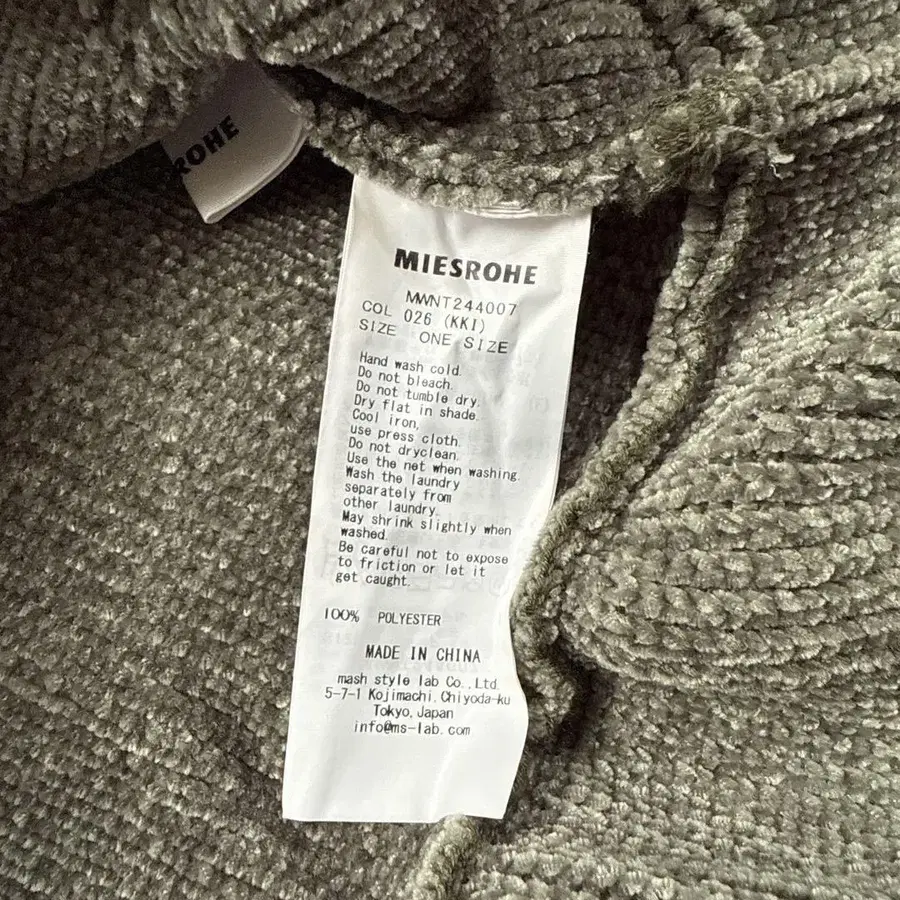 ROHE
MIESROHE
MWNT244007
COL 026 (KKI)
SIZE ONE SIZE
Hand wash cold.
Do not bleach.
Do not tumble dry.
Dry flat in shade.
Cool iron,
use press cloth.
Do not dryclean.
Use the net when washing.
Wash the laundry
separately from
other laundry.
May shrink slightly when
washed.
Be careful not to expose
to friction or let it
get caught.
100% POLYESTER
MADE IN CHINA
mash style lab Co.,Ltd.
5-7-1 Kojimachi,Chiyoda-ku
Tokyo,Japan
info@ms-lab.com